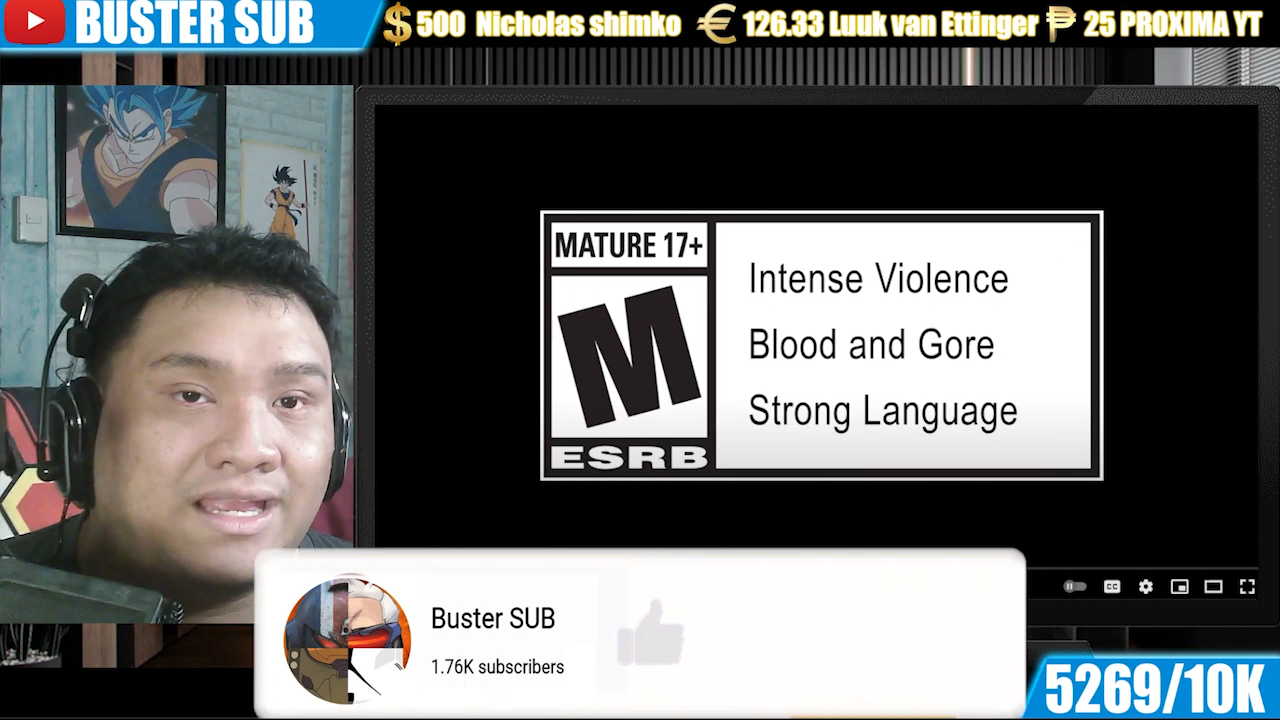 BUSTER SUB
$ 500 Nicholas shimko € 126.33 Luuk van Ettinger ₱ 25 PROXIMA YT
MATURE 17+
M
ESRB
Intense Violence
Blood and Gore
Strong Language
CC
Buster SUB
1.76K subscribers
5269/10K